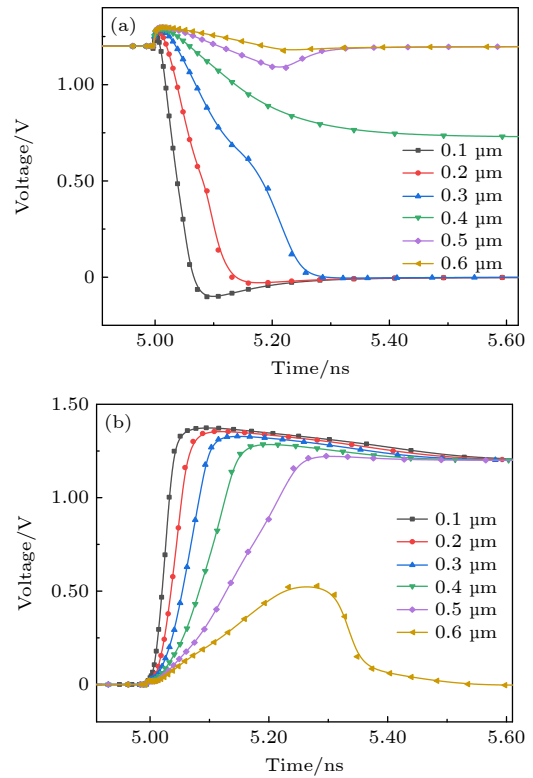 (a)
1.00
0.50
0
Voltage/V
0.1 µm
0.2 µm
0.3 µm
0.4 µm
0.5 µm
0.6 µm
5.00
5.20
5.40
5.60
Time/ns
(b)
1.50
1.00
0.50
0
Voltage/V
0.1 µm
0.2 µm
0.3 µm
0.4 µm
0.5 µm
0.6 µm
5.00
5.20
5.40
5.60
Time/ns